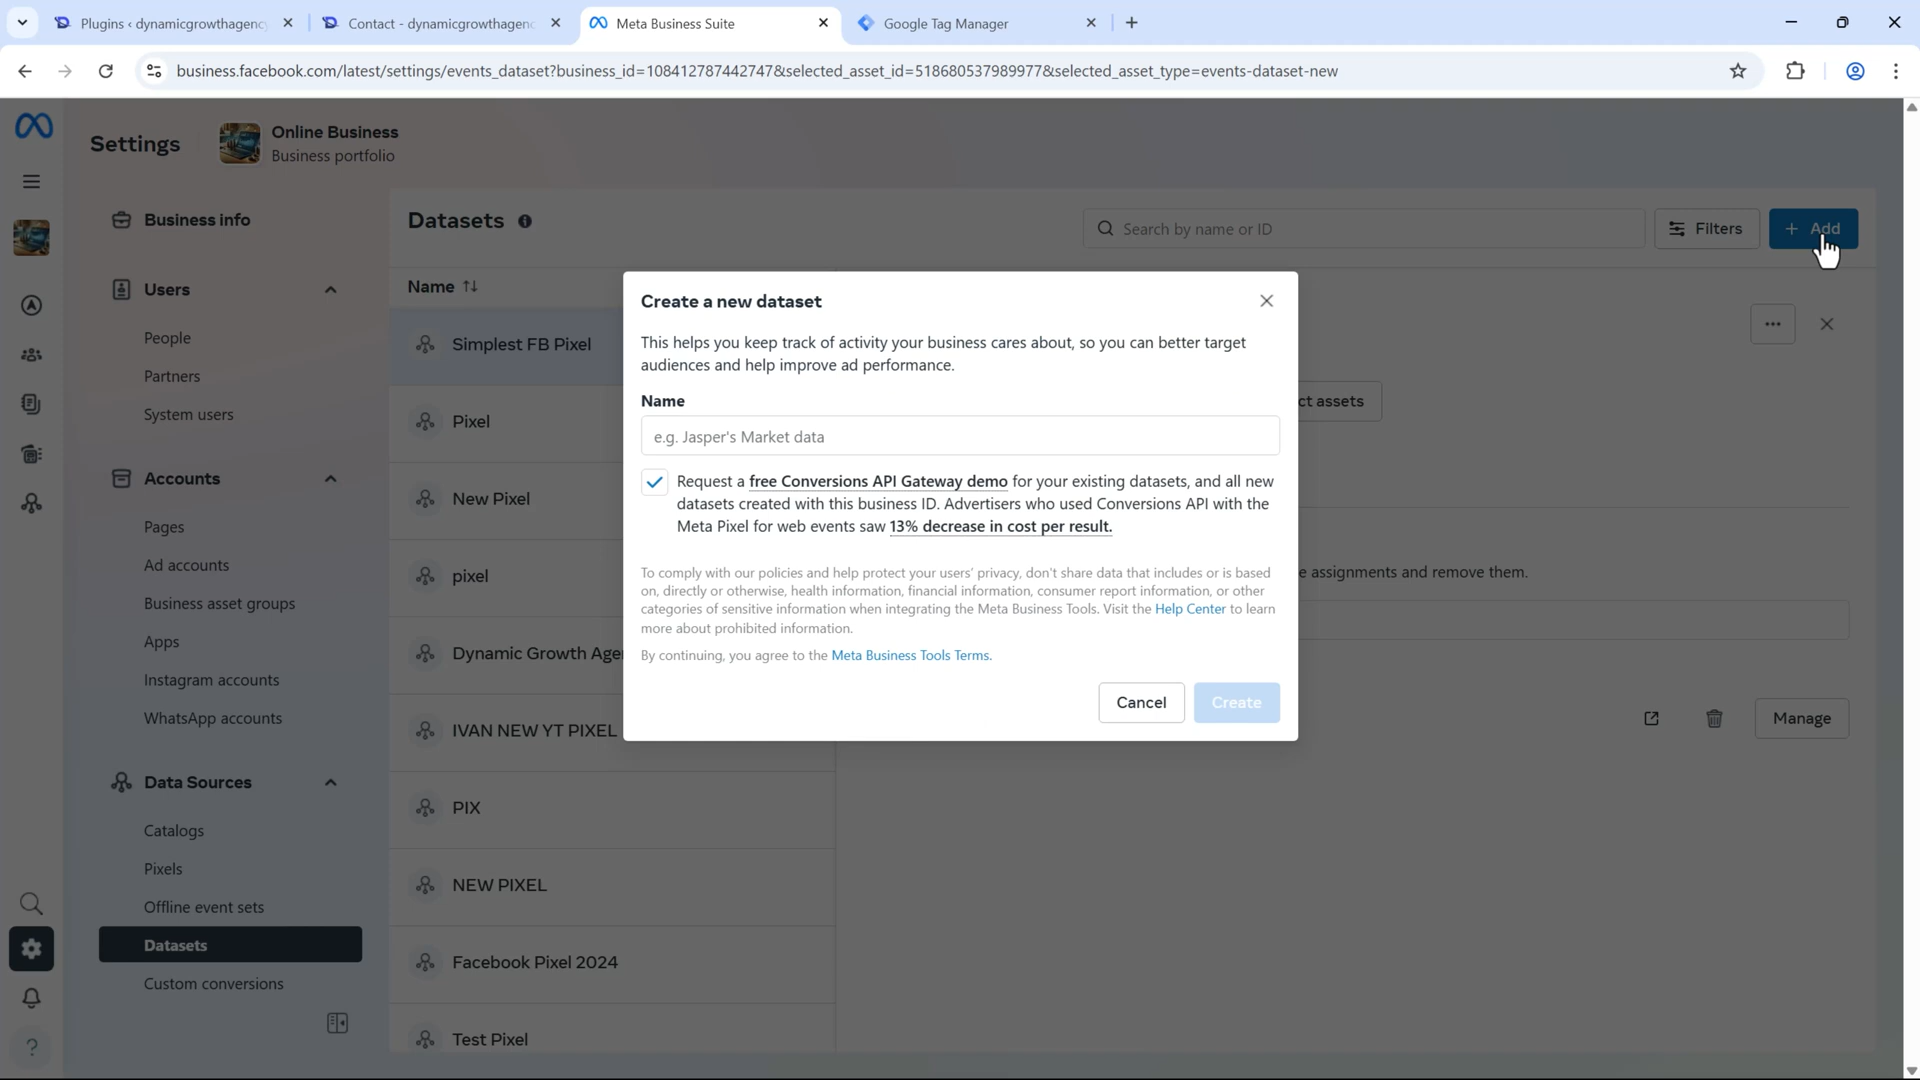 Plugins ‹ dynamicgrowthagency
Contact - dynamicgrowthagenc
Meta Business Suite
Google Tag Manager
business.facebook.com/latest/settings/events_dataset?business_id=108412787442747&selected_asset_id=518680537989977&selected_asset_type=events-dataset-new
Settings
Online Business
Business portfolio
Business info
Users
People
Partners
System users
Accounts
Pages
Ad accounts
Business asset groups
Apps
Instagram accounts
WhatsApp accounts
Data Sources
Catalogs
Pixels
Offline event sets
Datasets
Custom conversions
Datasets
Search by name or ID
Filters
+ Add
Name
Simplest FB Pixel
Pixel
New Pixel
pixel
Dynamic Growth Age
IVAN NEW YT PIXEL
PIX
NEW PIXEL
Facebook Pixel 2024
Test Pixel
ct assets
e assignments and remove them.
Manage
Create a new dataset
This helps you keep track of activity your business cares about, so you can better target
audiences and help improve ad performance.
Name
e.g. Jasper's Market data
Request a free Conversions API Gateway demo for your existing datasets, and all new
datasets created with this business ID. Advertisers who used Conversions API with the
Meta Pixel for web events saw 13% decrease in cost per result.
To comply with our policies and help protect your users' privacy, don't share data that includes or is based
on, directly or otherwise, health information, financial information, consumer report information, or other
categories of sensitive information when integrating the Meta Business Tools. Visit the Help Center to learn
more about prohibited information.
By continuing, you agree to the Meta Business Tools Terms.
Cancel
Create